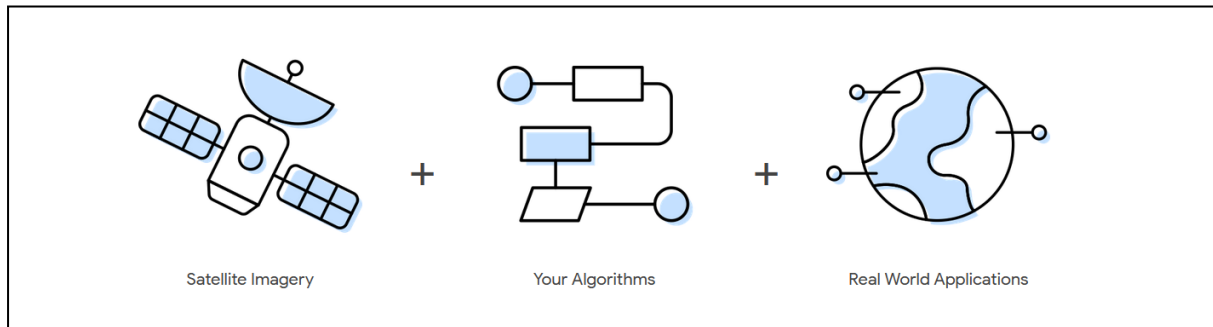 +
+
Satellite Imagery
Your Algorithms
Real World Applications